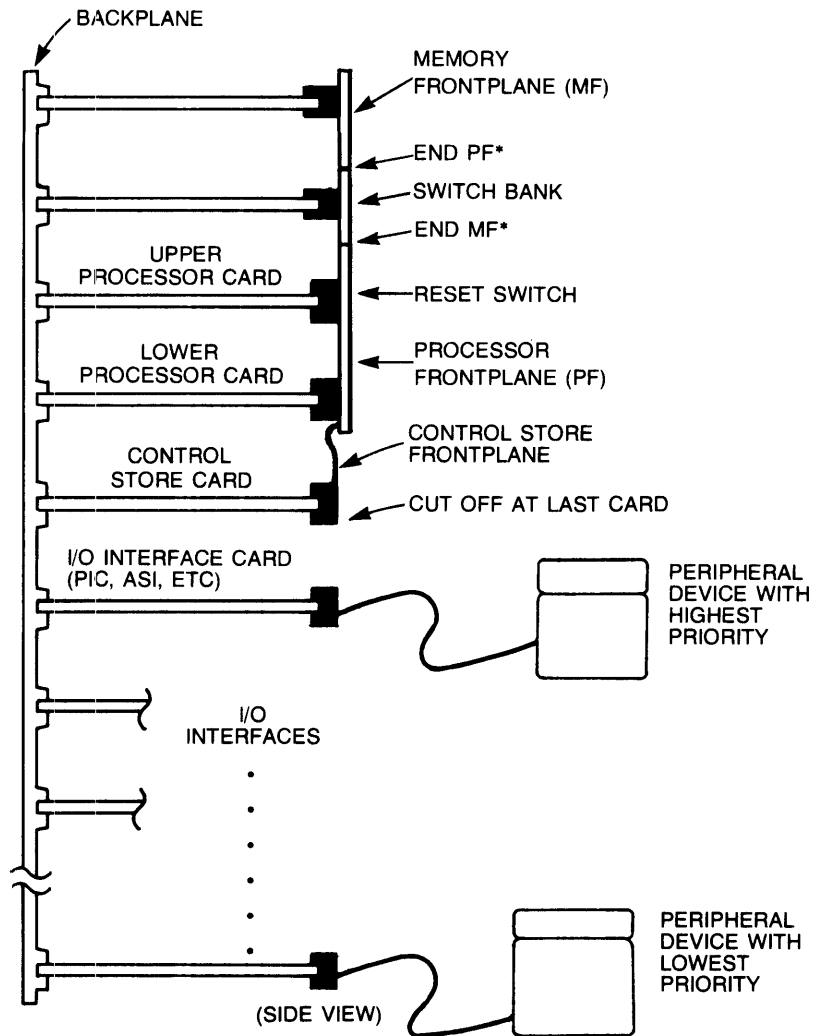 BACKPLANE
MEMORY
FRONTPLANE (MF)
END PF*
SWITCH BANK
END MF*
UPPER
PROCESSOR CARD
RESET SWITCH
LOWER
PROCESSOR CARD
PROCESSOR
FRONTPLANE (PF)
CONTROL STORE
FRONTPLANE
CONTROL
STORE CARD
CUT OFF AT LAST CARD
I/O INTERFACE CARD
(PIC, ASI, ETC)
PERIPHERAL
DEVICE WITH
HIGHEST
PRIORITY
I/O
INTERFACES
PERIPHERAL
DEVICE WITH
LOWEST
PRIORITY
(SIDE VIEW)